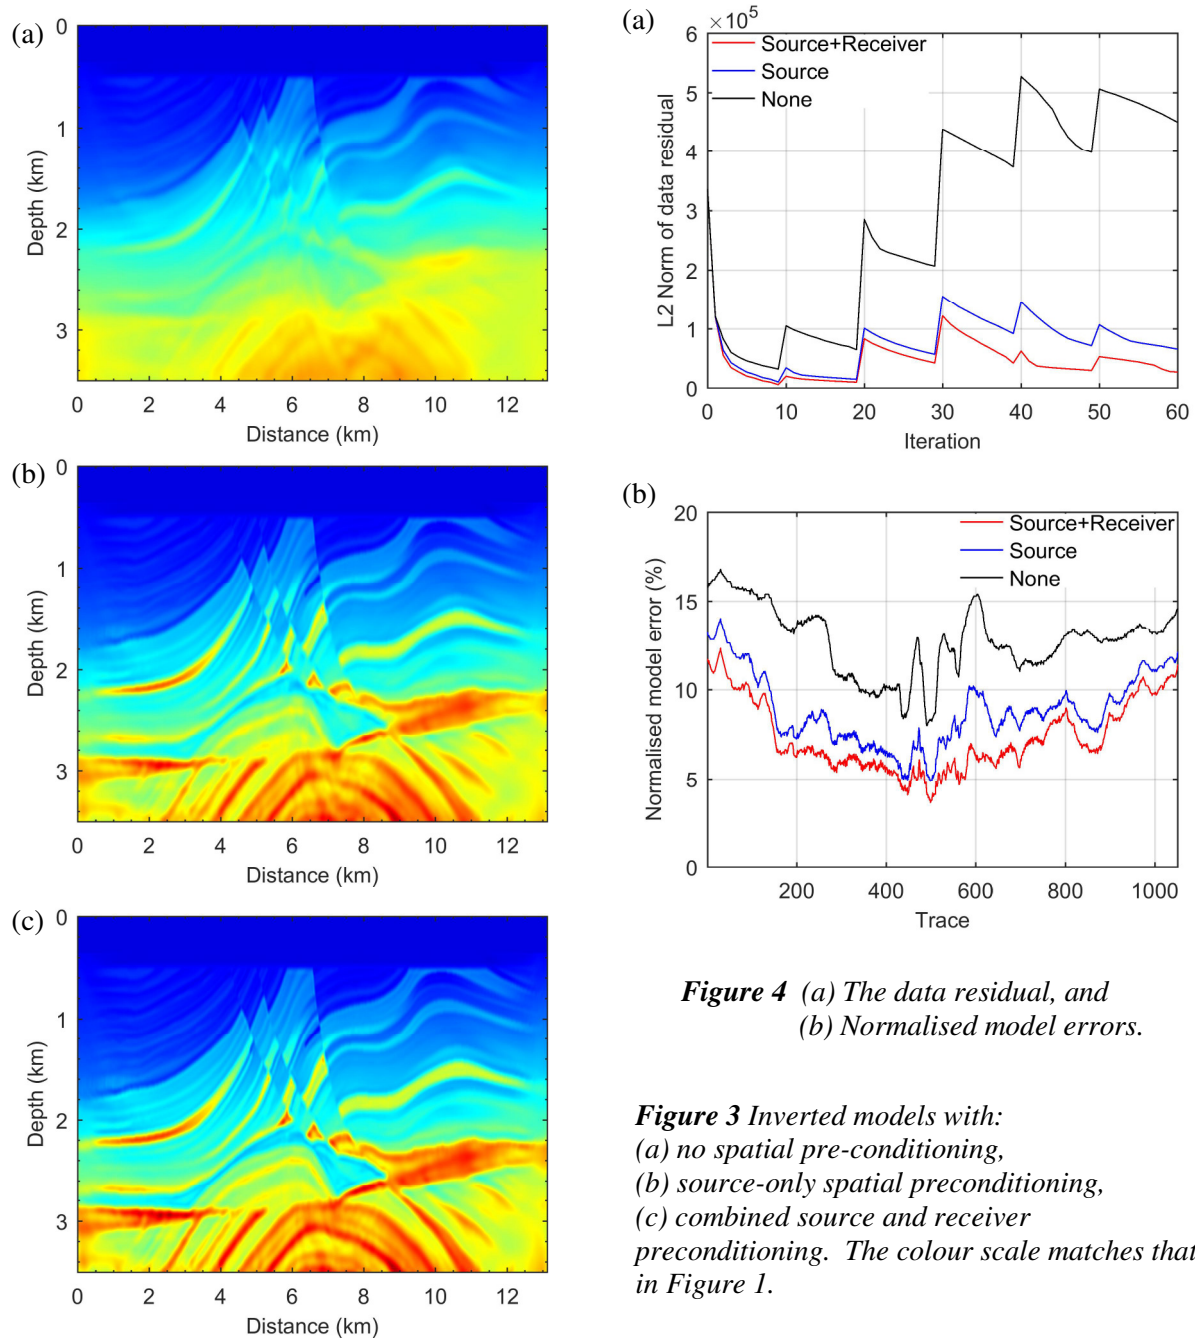 (a)
0
1
2
3
Depth (km)
0 2 4 6 8 10 12
Distance (km)
(b)
0
1
2
3
Depth (km)
0 2 4 6 8 10 12
Distance (km)
(c)
0
1
2
3
Depth (km)
0 2 4 6 8 10 12
Distance (km)
(a)
×10⁵
6
5
4
3
2
1
0
L2 Norm of data residual
Source+Receiver
Source
None
0 10 20 30 40 50 60
Iteration
(b)
20
15
10
5
0
Normalised model error (%)
Source+Receiver
Source
None
200 400 600 800 1000
Trace
Figure 4 (a) The data residual, and
(b) Normalised model errors.
Figure 3 Inverted models with:
(a) no spatial pre-conditioning,
(b) source-only spatial preconditioning,
(c) combined source and receiver
preconditioning. The colour scale matches that
in Figure 1.